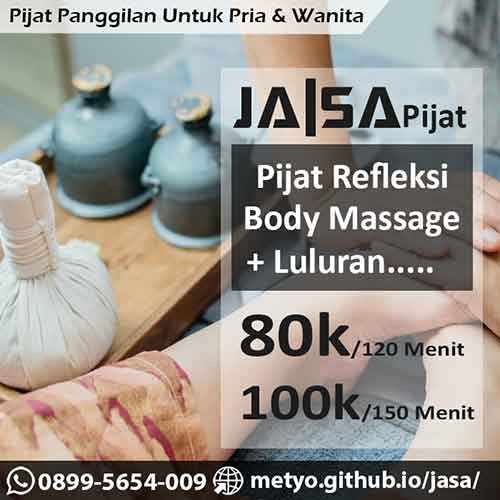 Pijat Panggilan Untuk Pria & Wanita
JA|SA Pijat
Pijat Refleksi
Body Massage
+ Luluran.....
80k/120 Menit
100k/150 Menit
0899-5654-009 metyo.github.io/jasa/